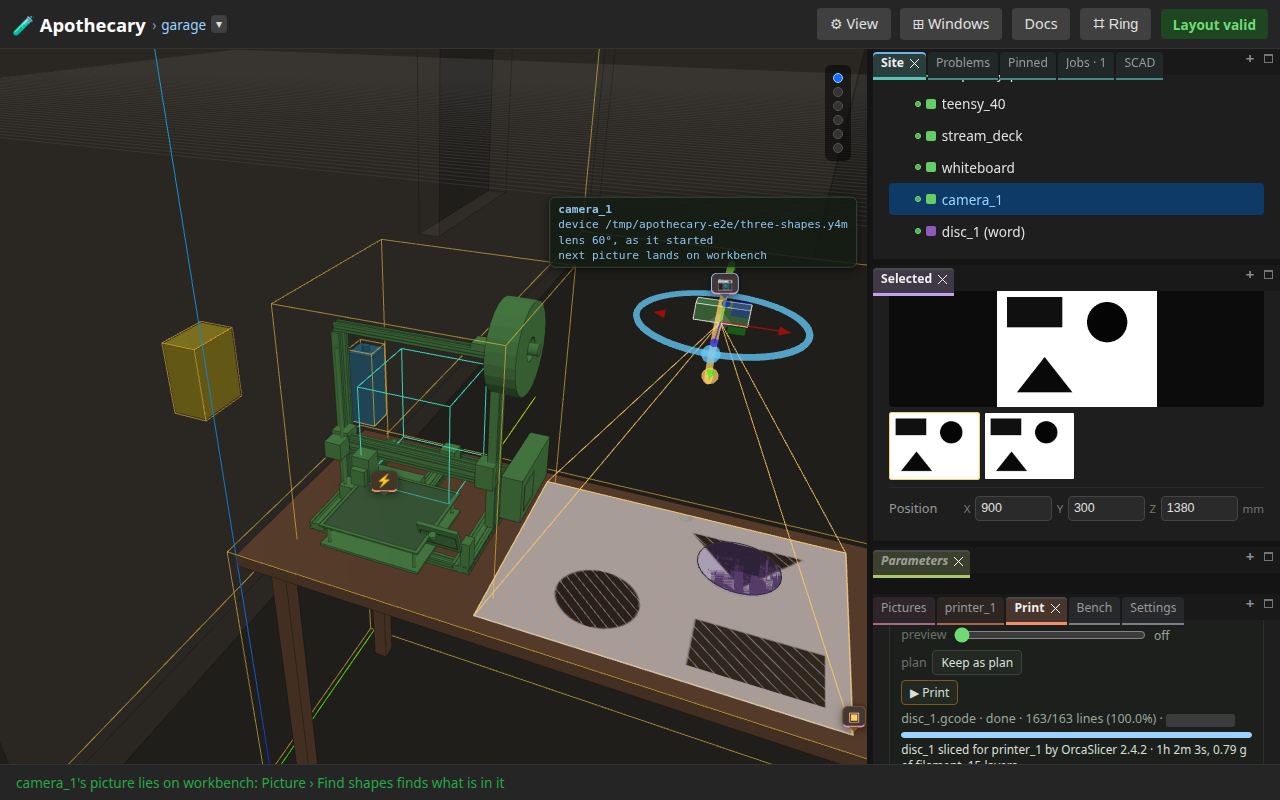 Apothecary › garage ▾
⚙ View
⊞ Windows
Docs
⌗ Ring
Layout valid
Site
Problems
Pinned
Jobs · 1
SCAD
teensy_40
stream_deck
whiteboard
camera_1
disc_1 (word)
camera_1
device /tmp/apothecary-e2e/three-shapes.y4m
lens 60°, as it started
next picture lands on workbench
Selected
Position X 900 Y 300 Z 1380 mm
Parameters
Pictures
printer_1
Print
Bench
Settings
preview off
plan Keep as plan
▶ Print
disc_1.gcode · done · 163/163 lines (100.0%) ·
disc_1 sliced for printer_1 by OrcaSlicer 2.4.2 · 1h 2m 3s, 0.79 g
of filament, 15 layers
camera_1's picture lies on workbench: Picture › Find shapes finds what is in it